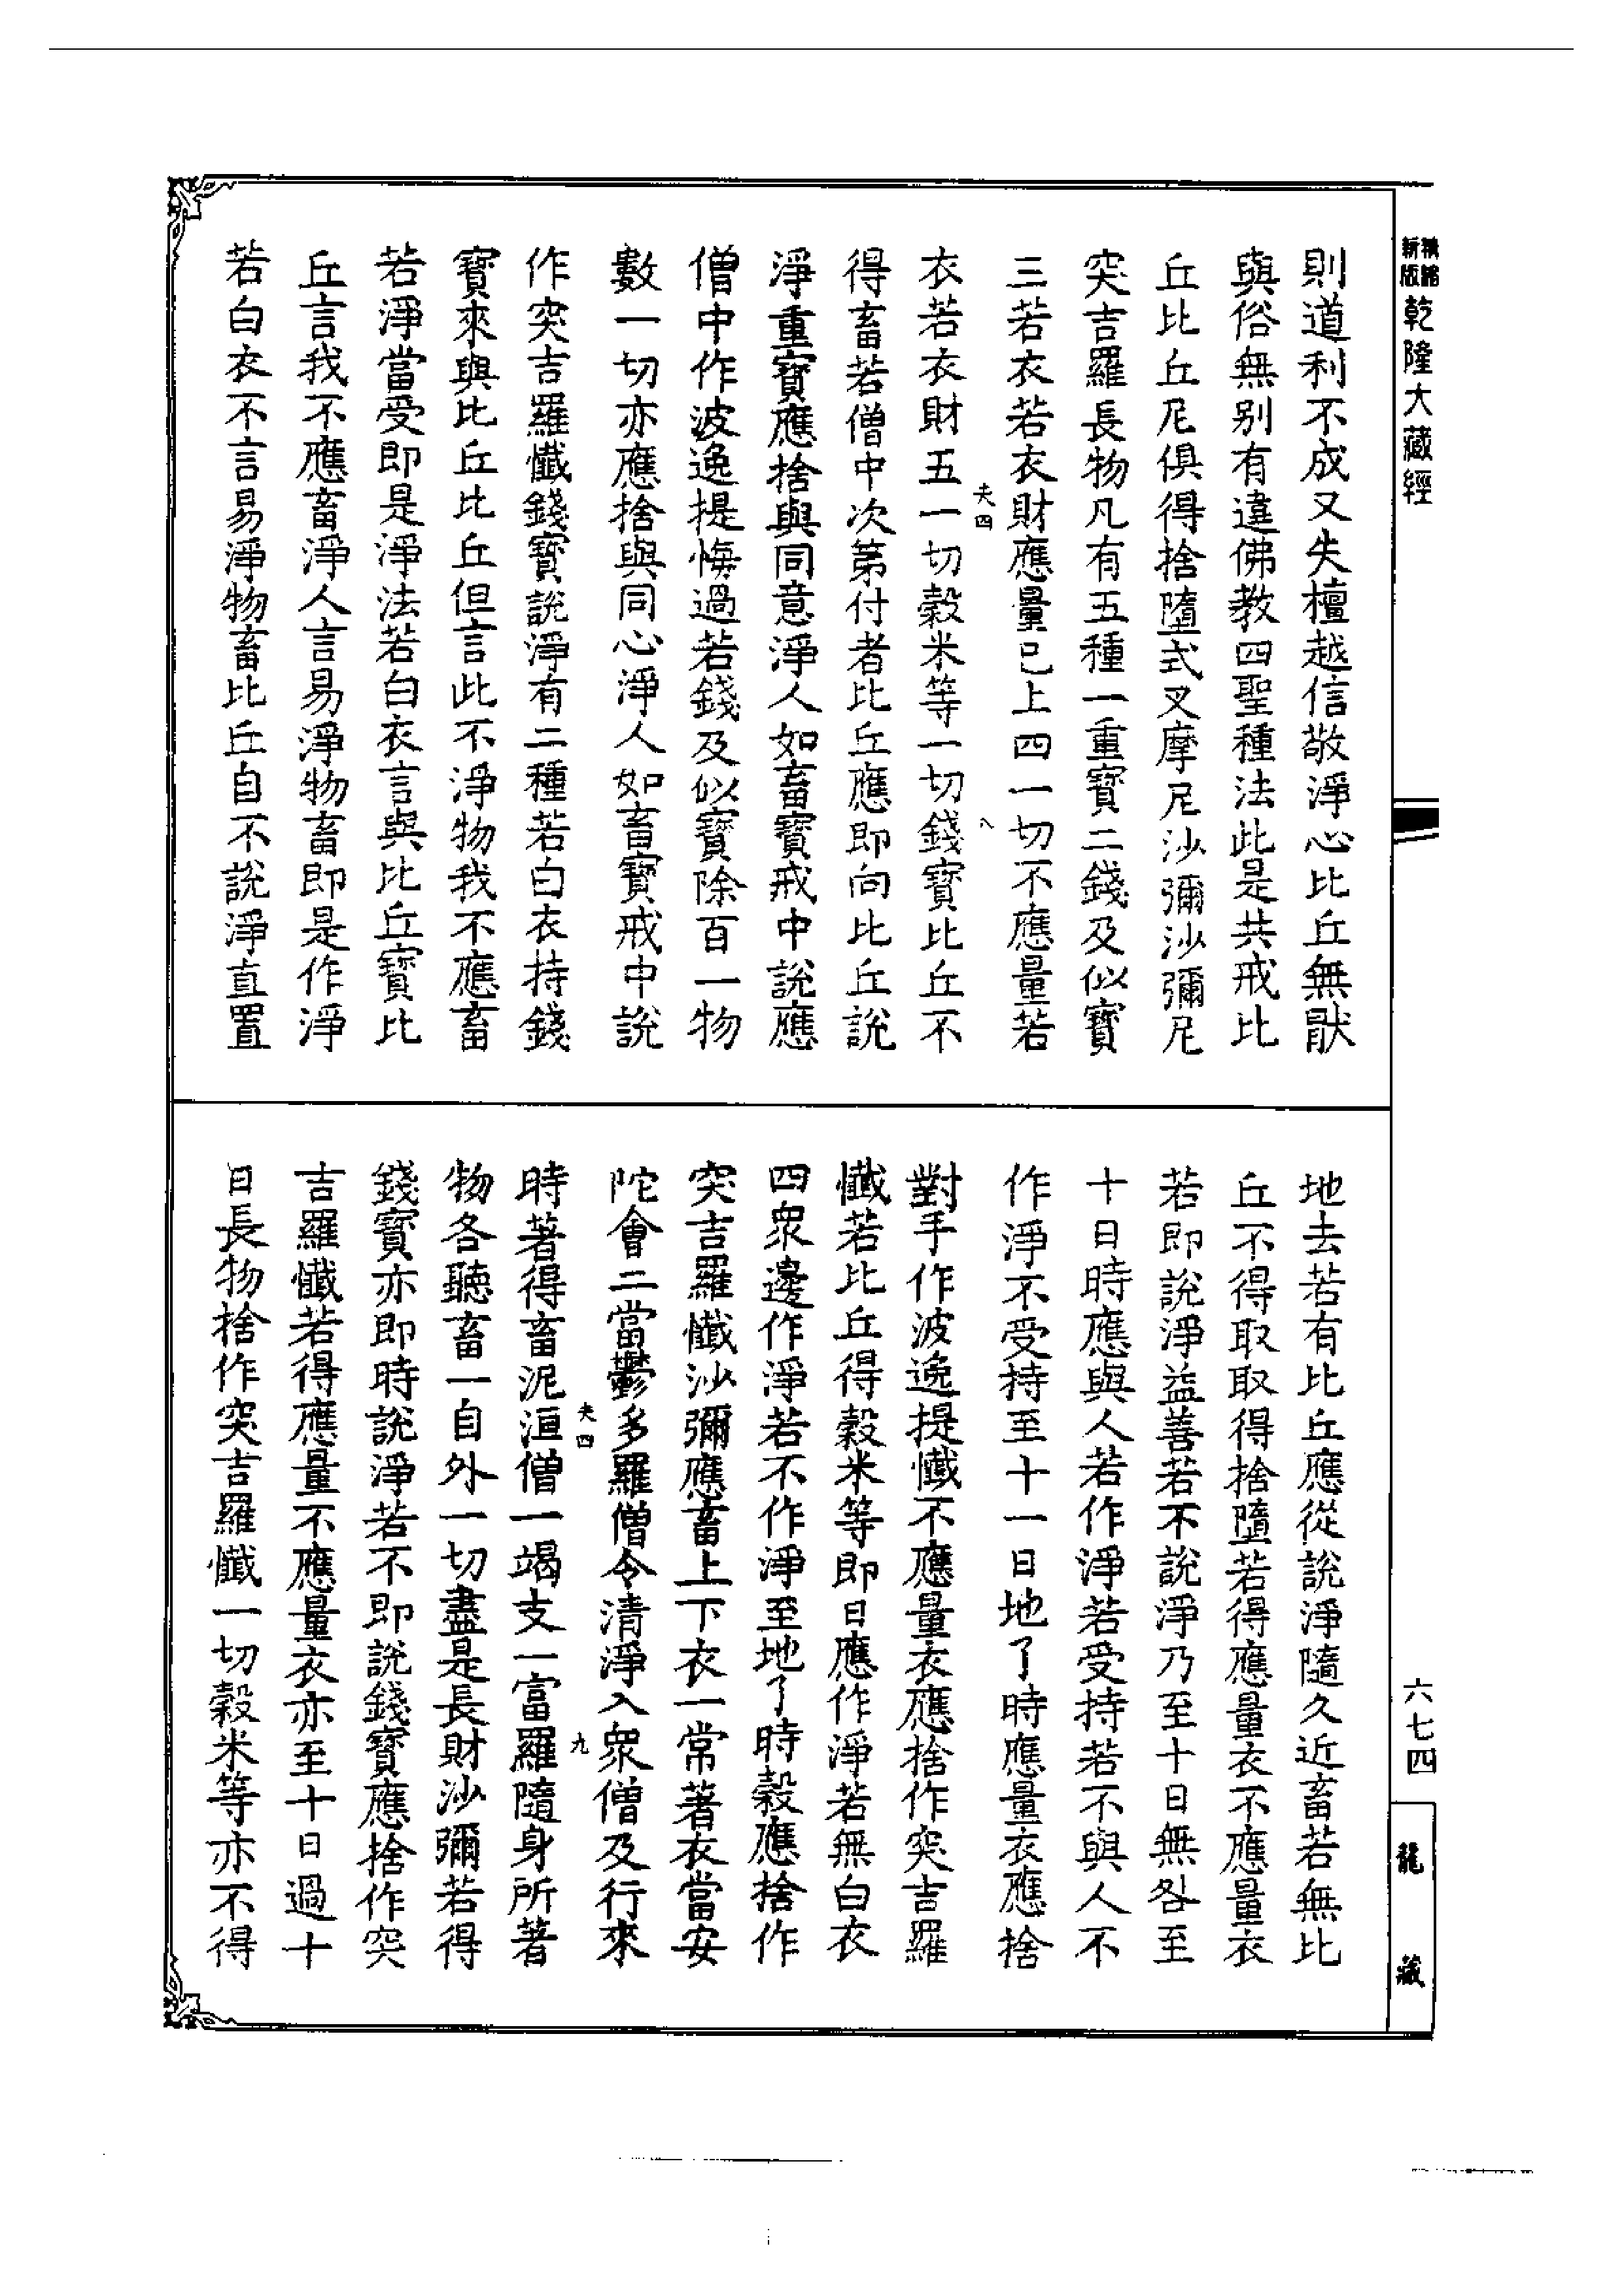 精縮
新版
乾隆大藏經
則道利不成又失檀越信敬淨心比丘無猒
與俗無别有違佛教四聖種法此是共戒比
丘比丘尼俱得捨墮式叉摩尼沙彌沙彌尼
突吉羅長物凡有五種一重寶二錢及似寶
三若衣若衣財應量已上四一切不應量若
夫四
八
衣若衣財五一切穀米等一切錢寶比丘不
得畜若僧中次第付者比丘應即向比丘說
淨重寶應捨與同意淨人如畜寶戒中說應
僧中作波逸提悔過若錢及似寶除百一物
數一切亦應捨與同心淨人如畜寶戒中說
作突吉羅懺錢寶說淨有二種若白衣持錢
寶來與比丘比丘但言此不淨物我不應畜
若淨當受即是淨法若白衣言與比丘寶比
丘言我不應畜淨人言易淨物畜即是作淨
若白衣不言易淨物畜比丘自不說淨直置
地去若有比丘應從說淨隨久近畜若無比
丘不得取取得捨墮若得應量衣不應量衣
若即說淨益善若不說淨乃至十日無咎至
十日時應與人若作淨若受持若不與人不
作淨不受持至十一日地了時應量衣應捨
對手作波逸提懺不應量衣應捨作突吉羅
懺若比丘得穀米等即日應作淨若無白衣
四衆邊作淨若不作淨至地了時穀應捨作
突吉羅懺沙彌應畜上下衣一當著衣當安
陀會二當鬱多羅僧令清淨入衆僧及行來
夫四
九
時著得畜泥洹僧一竭支一富羅隨身所著
物各聽畜一自外一切盡是長財沙彌若得
錢寶亦即時說淨若不即說錢寶應捨作突
吉羅懺若得應量不應量衣亦至十日過十
日長物捨作突吉羅懺一切穀米等亦不得
六七四
龍藏